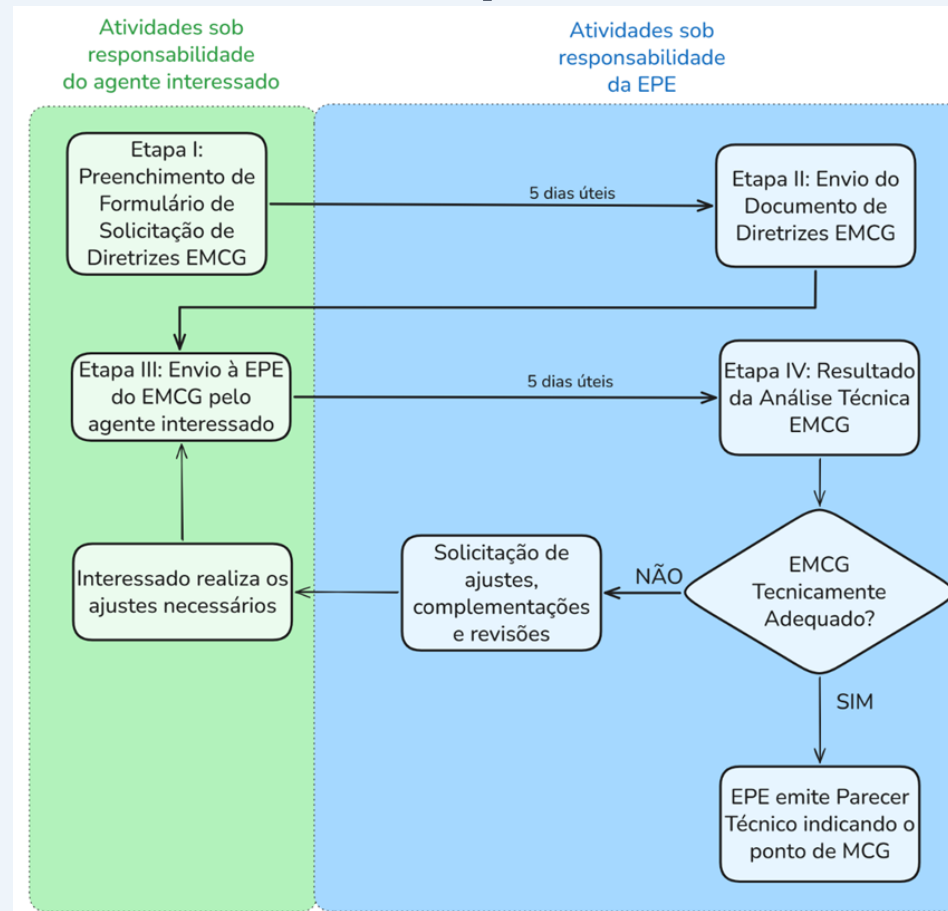 Atividades sob
responsabilidade
do agente interessado
Atividades sob
responsabilidade
da EPE
Etapa I:
Preenchimento de
Formulário de
Solicitação de
Diretrizes EMCG
5 dias úteis
Etapa II: Envio do
Documento de
Diretrizes EMCG
Etapa III: Envio à EPE
do EMCG pelo
agente interessado
5 dias úteis
Etapa IV: Resultado
da Análise Técnica
EMCG
EMCG
Tecnicamente
Adequado?
NÃO
Solicitação de
ajustes,
complementações
e revisões
Interessado realiza os
ajustes necessários
SIM
EPE emite Parecer
Técnico indicando o
ponto de MCG